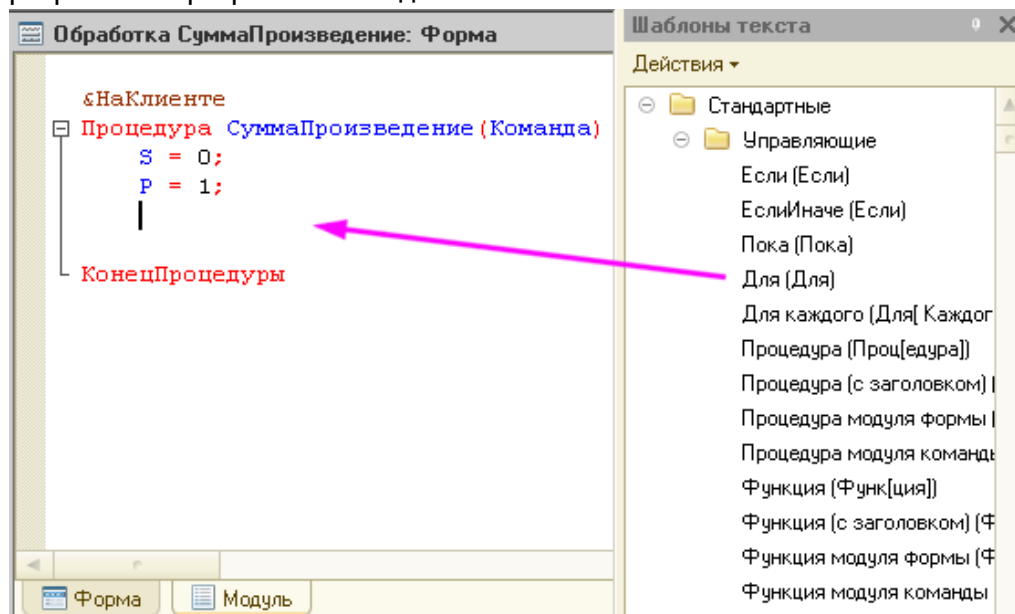 Обработка СуммаПроизведение: Форма
&НаКлиенте
Процедура СуммаПроизведение(Команда)
S = 0;
P = 1;
КонецПроцедуры
Форма
Модуль
Шаблоны текста
Действия
Стандартные
Управляющие
Если (Если)
ЕслиИначе (Если)
Пока (Пока)
Для (Для)
Для каждого (Для[ Каждог
Процедура (Проц[едура])
Процедура (с заголовком) (
Процедура модуля формы (
Процедура модуля команды
Функция (Функ[ция])
Функция (с заголовком) (Ф
Функция модуля формы (Ф
Функция модуля команды